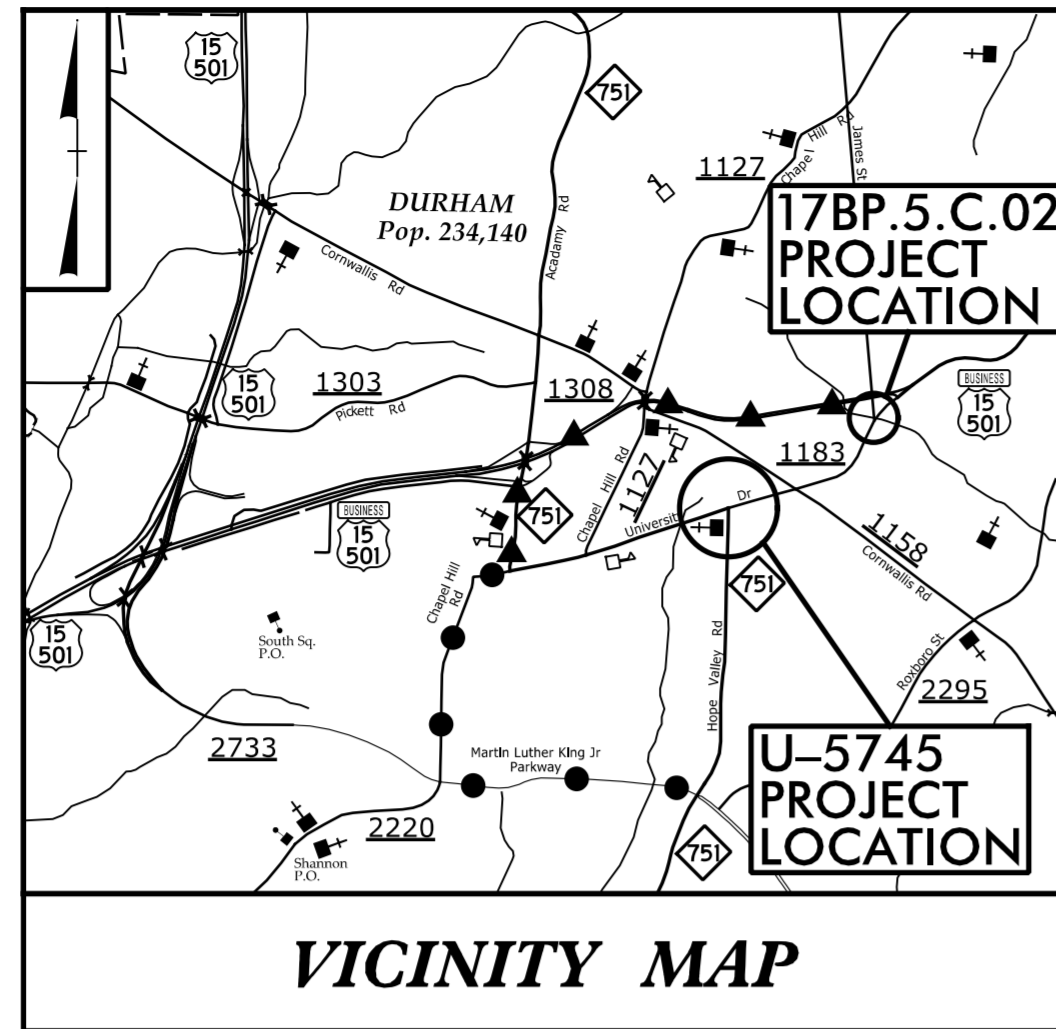 15
501
751
DURHAM
Pop. 234,140
Cornwallis Rd
Acadamy Rd
1127
Chapel Hill Rd
James St
17BP.5.C.02
PROJECT
LOCATION
15
501
1303
Pickett Rd
1308
BUSINESS
15
501
1183
Chapel Hill Rd
1127
Universit Dr
751
BUSINESS
15
501
1158
Cornwallis Rd
751
Chapel Hill
Rd
Hope Valley Rd
15
501
South Sq.
P.O.
Roxboro St
2295
2733
Martin Luther King Jr
Parkway
U–5745
PROJECT
LOCATION
2220
751
Shannon
P.O.
VICINITY MAP